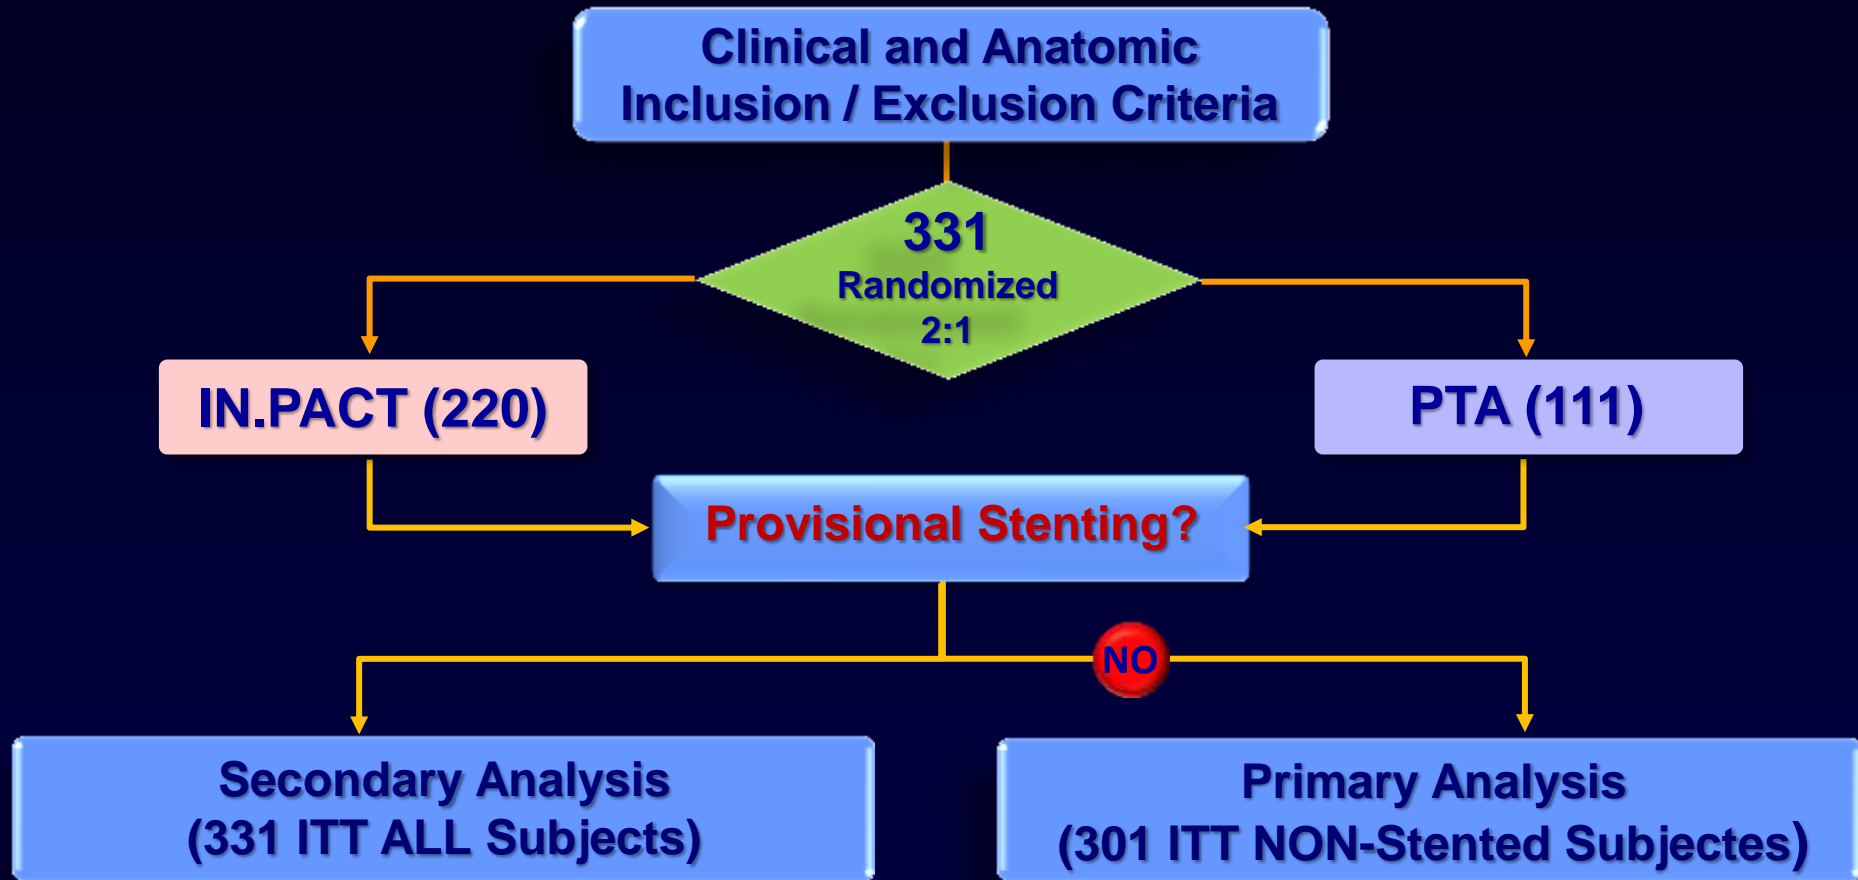 Clinical and Anatomic
Inclusion / Exclusion Criteria
331
Randomized
2:1
IN.PACT (220)
PTA (111)
Provisional Stenting?
NO
Secondary Analysis
(331 ITT ALL Subjects)
Primary Analysis
(301 ITT NON-Stented Subjectes)